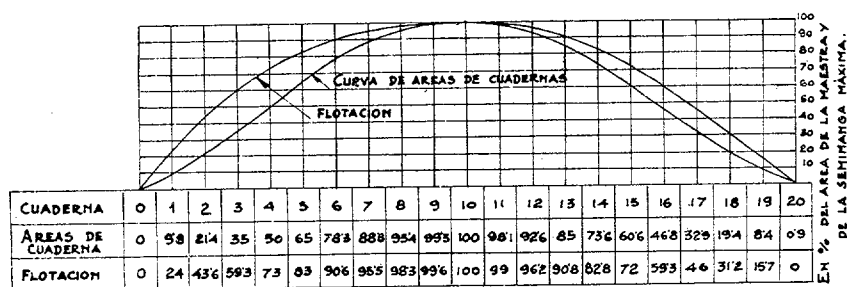 100
90
80
70
60
50
40
30
20
10
CURVA DE AREAS DE CUADERNAS
FLOTACION
EN % DEL AREA DE LA MAESTRA Y
DE LA SEMIMANGA MÁXIMA.
CUADERNA 0 1 2 3 4 5 6 7 8 9 10 11 12 13 14 15 16 17 18 19 20
AREAS DE CUADERNA 0 9'8 21'4 35 50 65 78'3 88'8 95'4 99'5 100 98'1 92'6 85 73'6 60'6 46'8 32'9 19'4 8'4 0'9
FLOTACION 0 24 43'6 59'3 73 83 90'6 95'5 98'3 99'6 100 99 96'2 90'8 82'8 72 59'3 46 31'2 15'7 0